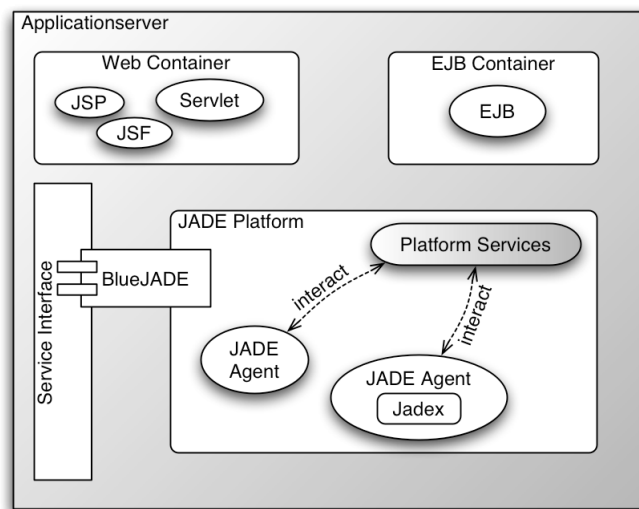 Applicationserver
Web Container
JSP
Servlet
JSF
EJB Container
EJB
Service Interface
BlueJADE
JADE Platform
Platform Services
interact
interact
JADE
Agent
JADE Agent
Jadex